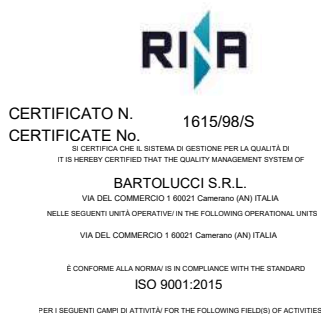 RINA
CERTIFICATO N.
CERTIFICATE No.
1615/98/S
SI CERTIFICA CHE IL SISTEMA DI GESTIONE PER LA QUALITÀ DI
IT IS HEREBY CERTIFIED THAT THE QUALITY MANAGEMENT SYSTEM OF
BARTOLUCCI S.R.L.
VIA DEL COMMERCIO 1 60021 Camerano (AN) ITALIA
NELLE SEGUENTI UNITÀ OPERATIVE/ IN THE FOLLOWING OPERATIONAL UNITS
VIA DEL COMMERCIO 1 60021 Camerano (AN) ITALIA
È CONFORME ALLA NORMA/ IS IN COMPLIANCE WITH THE STANDARD
ISO 9001:2015
PER I SEGUENTI CAMPI DI ATTIVITÀ/ FOR THE FOLLOWING FIELD(S) OF ACTIVITIES